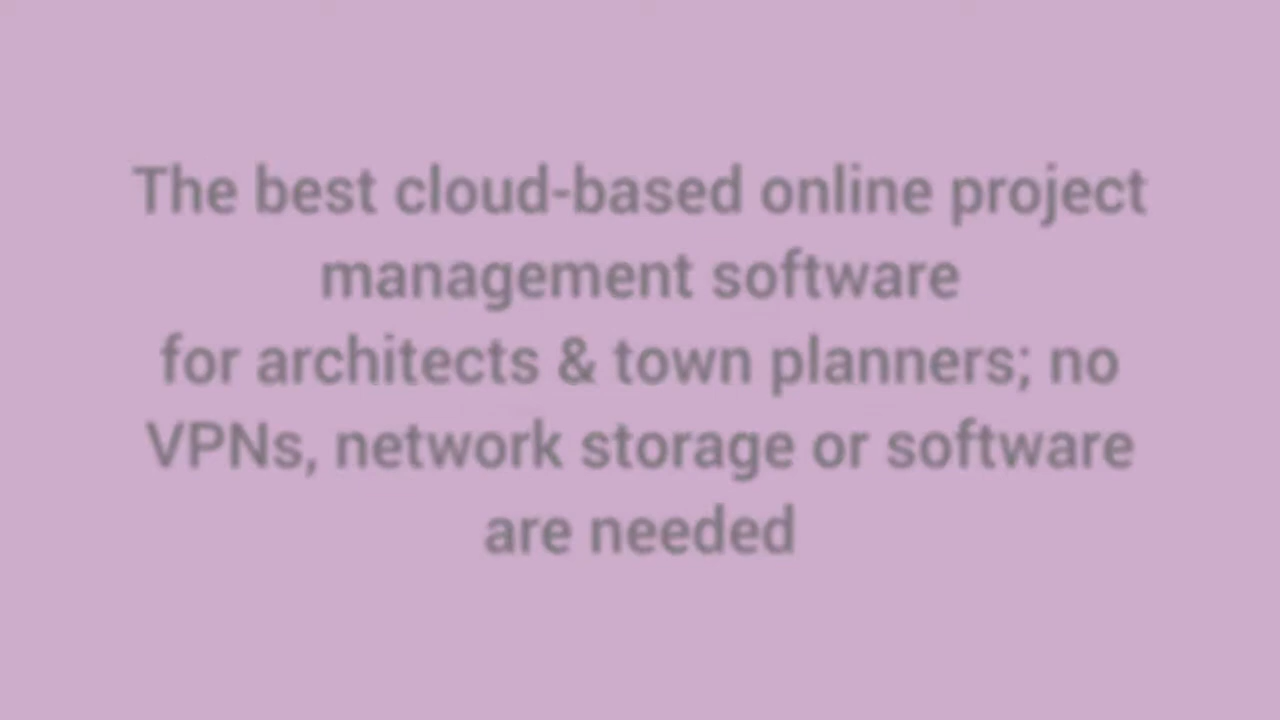 The best cloud-based online project
management software
for architects & town planners; no
VPNs, network storage or software
are needed